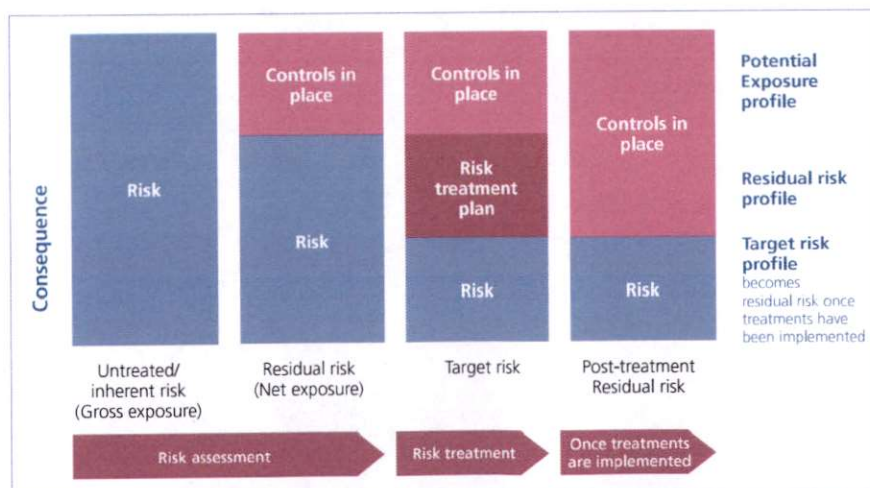 Consequence
Risk
Controls in
place
Risk
Controls in
place
Risk
treatment
plan
Risk
Controls in
place
Risk
Potential
Exposure
profile
Residual risk
profile
Target risk
profile
becomes
residual risk once
treatments have
been implemented
Untreated/
inherent risk
(Gross exposure)
Residual risk
(Net exposure)
Target risk
Post-treatment
Residual risk
Risk assessment
Risk treatment
Once treatments
are implemented